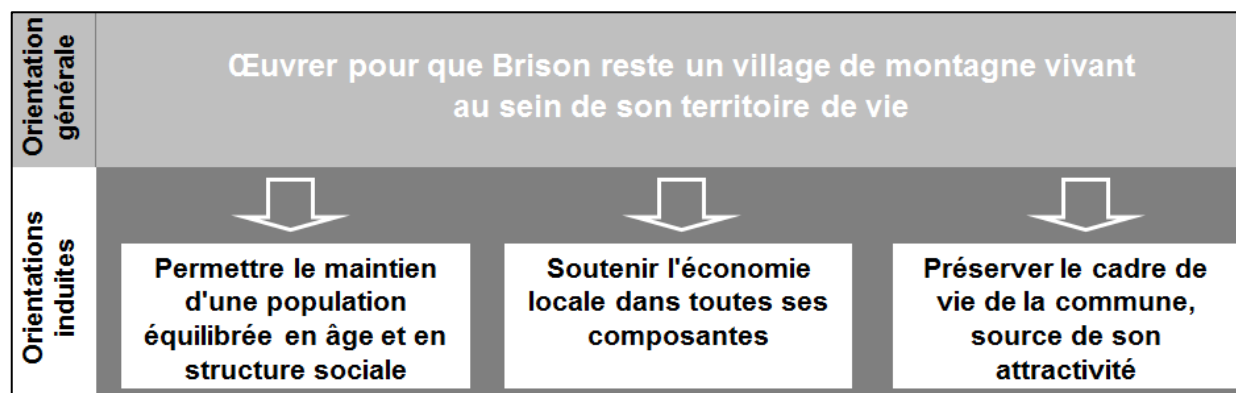 Orientation
générale
Œuvrer pour que Brison reste un village de montagne vivant
au sein de son territoire de vie
Orientations
induites
Permettre le maintien
d'une population
équilibrée en âge et en
structure sociale
Soutenir l'économie
locale dans toutes ses
composantes
Préserver le cadre de
vie de la commune,
source de son
attractivité